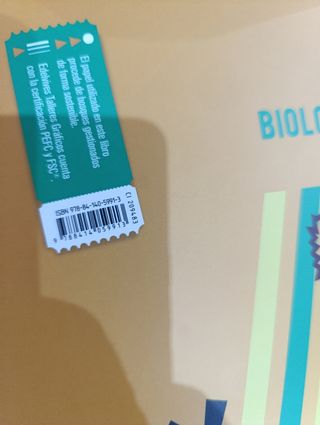 El papel utilizado en este libro
procede de bosques gestionados
de forma sostenible.
Edelvives Talleres Gráficos cuenta
con la certificación PEFC y FSC®.
ISBN 978-84-140-5991-3
CI 209483
9 788414 059913
BIOLO